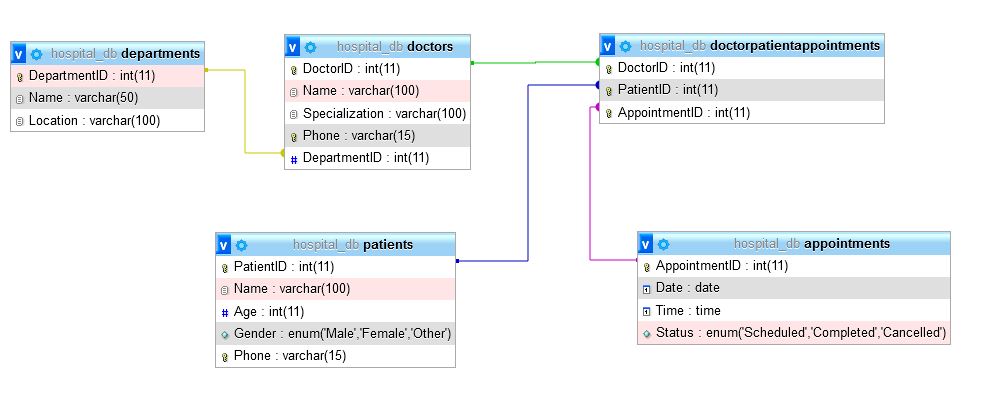 v hospital_db departments
DepartmentID : int(11)
Name : varchar(50)
Location : varchar(100)
v hospital_db doctors
DoctorID : int(11)
Name : varchar(100)
Specialization : varchar(100)
Phone : varchar(15)
# DepartmentID : int(11)
v hospital_db doctorpatientappointments
DoctorID : int(11)
PatientID : int(11)
AppointmentID : int(11)
v hospital_db patients
PatientID : int(11)
Name : varchar(100)
# Age : int(11)
Gender : enum('Male','Female','Other')
Phone : varchar(15)
v hospital_db appointments
AppointmentID : int(11)
Date : date
Time : time
Status : enum('Scheduled','Completed','Cancelled')